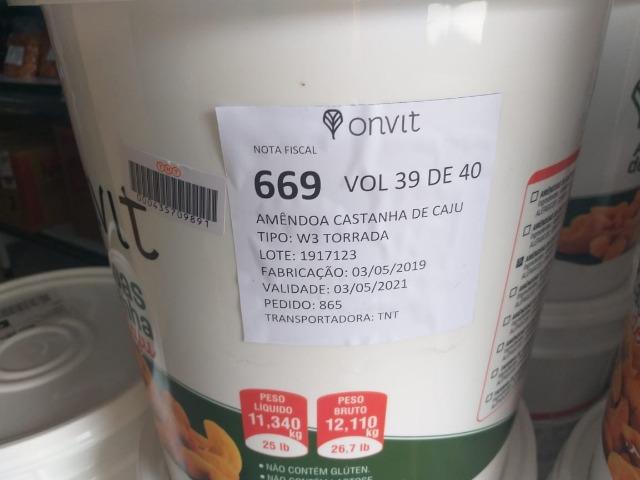 onvit
NOTA FISCAL
669 VOL 39 DE 40
AMÊNDOA CASTANHA DE CAJU
TIPO: W3 TORRADA
LOTE: 1917123
FABRICAÇÃO: 03/05/2019
VALIDADE: 03/05/2021
PEDIDO: 865
TRANSPORTADORA: TNT
TNT
000435709891
PESO
LÍQUIDO
11,340
kg
25 lb
PESO
BRUTO
12,110
kg
26,7 lb
• NÃO CONTÉM GLÚTEN.